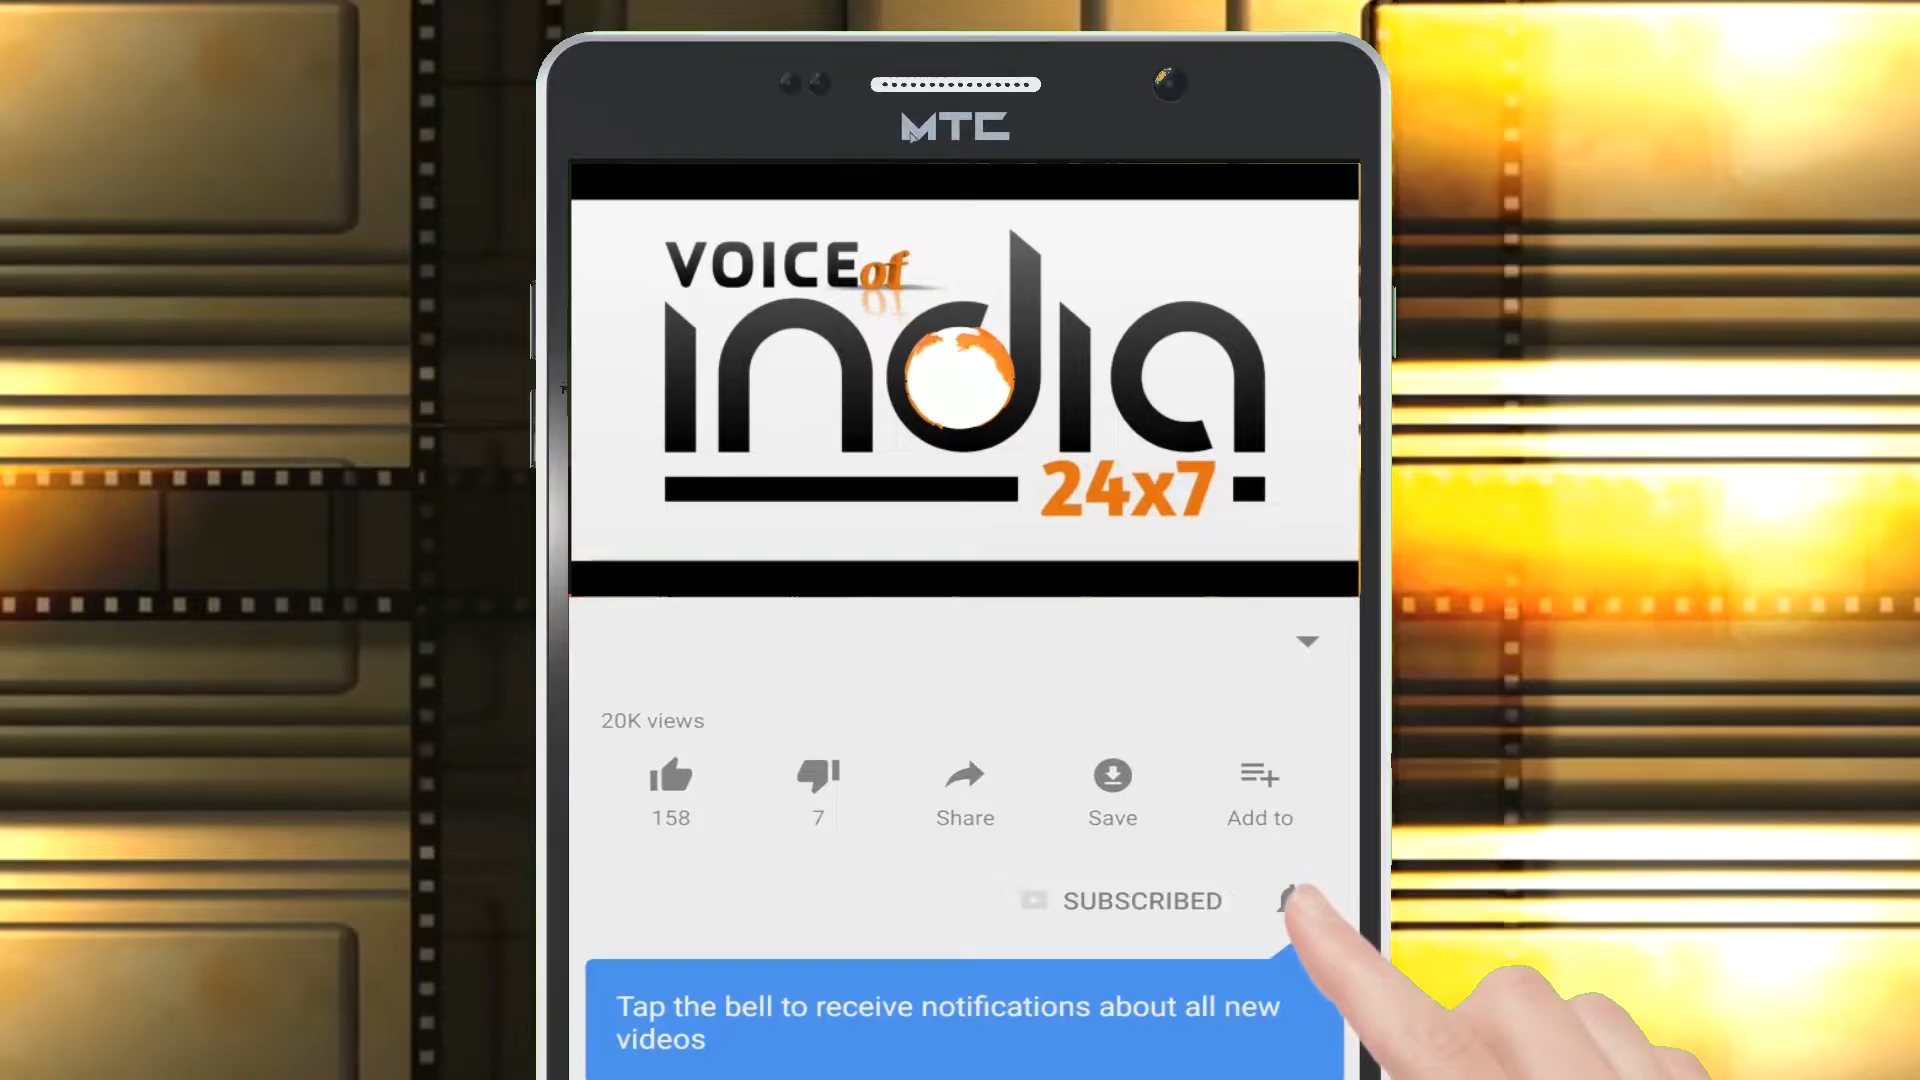 MTC
VOICE of
india
24x7
20K views
158
7
Share
Save
Add to
SUBSCRIBED
Tap the bell to receive notifications about all new
videos